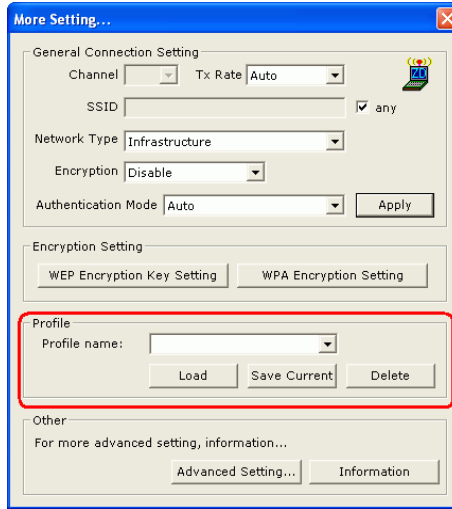 More Setting...
General Connection Setting
Channel Tx Rate Auto
ZD
SSID any
Network Type Infrastructure
Encryption Disable
Authentication Mode Auto Apply
Encryption Setting
WEP Encryption Key Setting WPA Encryption Setting
Profile
Profile name:
Load Save Current Delete
Other
For more advanced setting, information...
Advanced Setting... Information